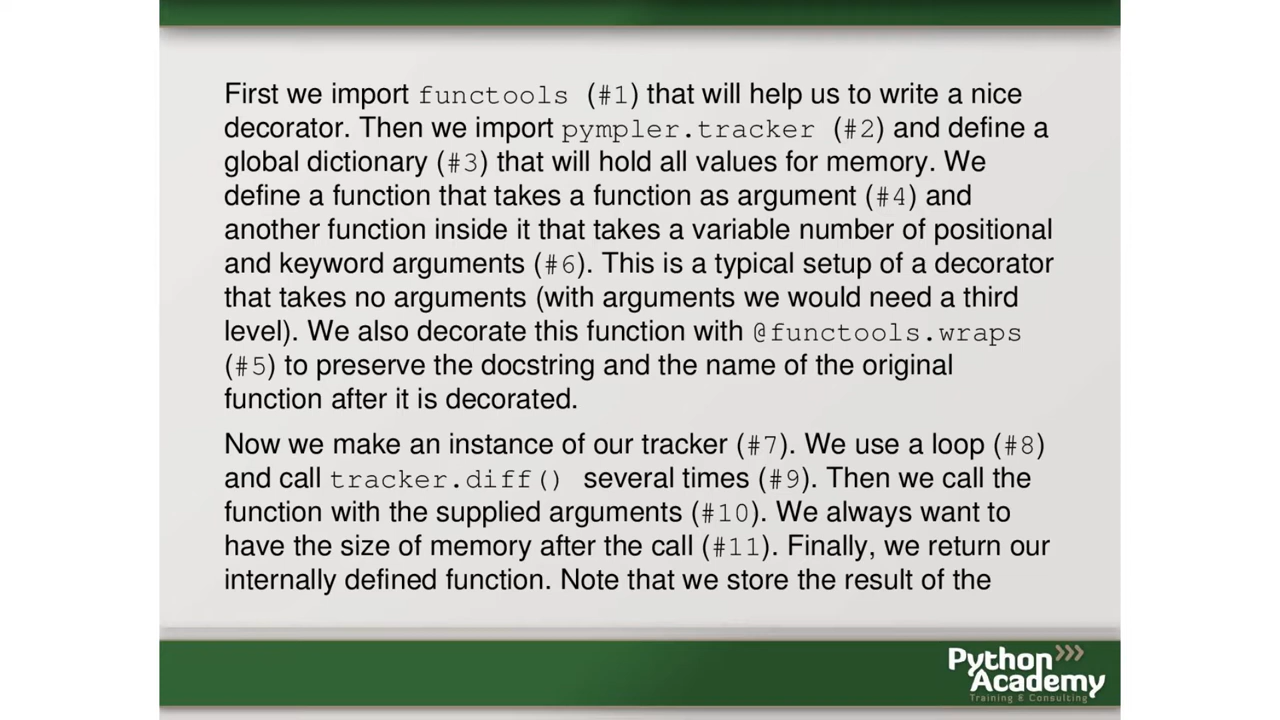 First we import functools (#1) that will help us to write a nice
decorator. Then we import pympler.tracker (#2) and define a
global dictionary (#3) that will hold all values for memory. We
define a function that takes a function as argument (#4) and
another function inside it that takes a variable number of positional
and keyword arguments (#6). This is a typical setup of a decorator
that takes no arguments (with arguments we would need a third
level). We also decorate this function with @functools.wraps
(#5) to preserve the docstring and the name of the original
function after it is decorated.
Now we make an instance of our tracker (#7). We use a loop (#8)
and call tracker.diff() several times (#9). Then we call the
function with the supplied arguments (#10). We always want to
have the size of memory after the call (#11). Finally, we return our
internally defined function. Note that we store the result of the
Python
Academy
Training & Consulting